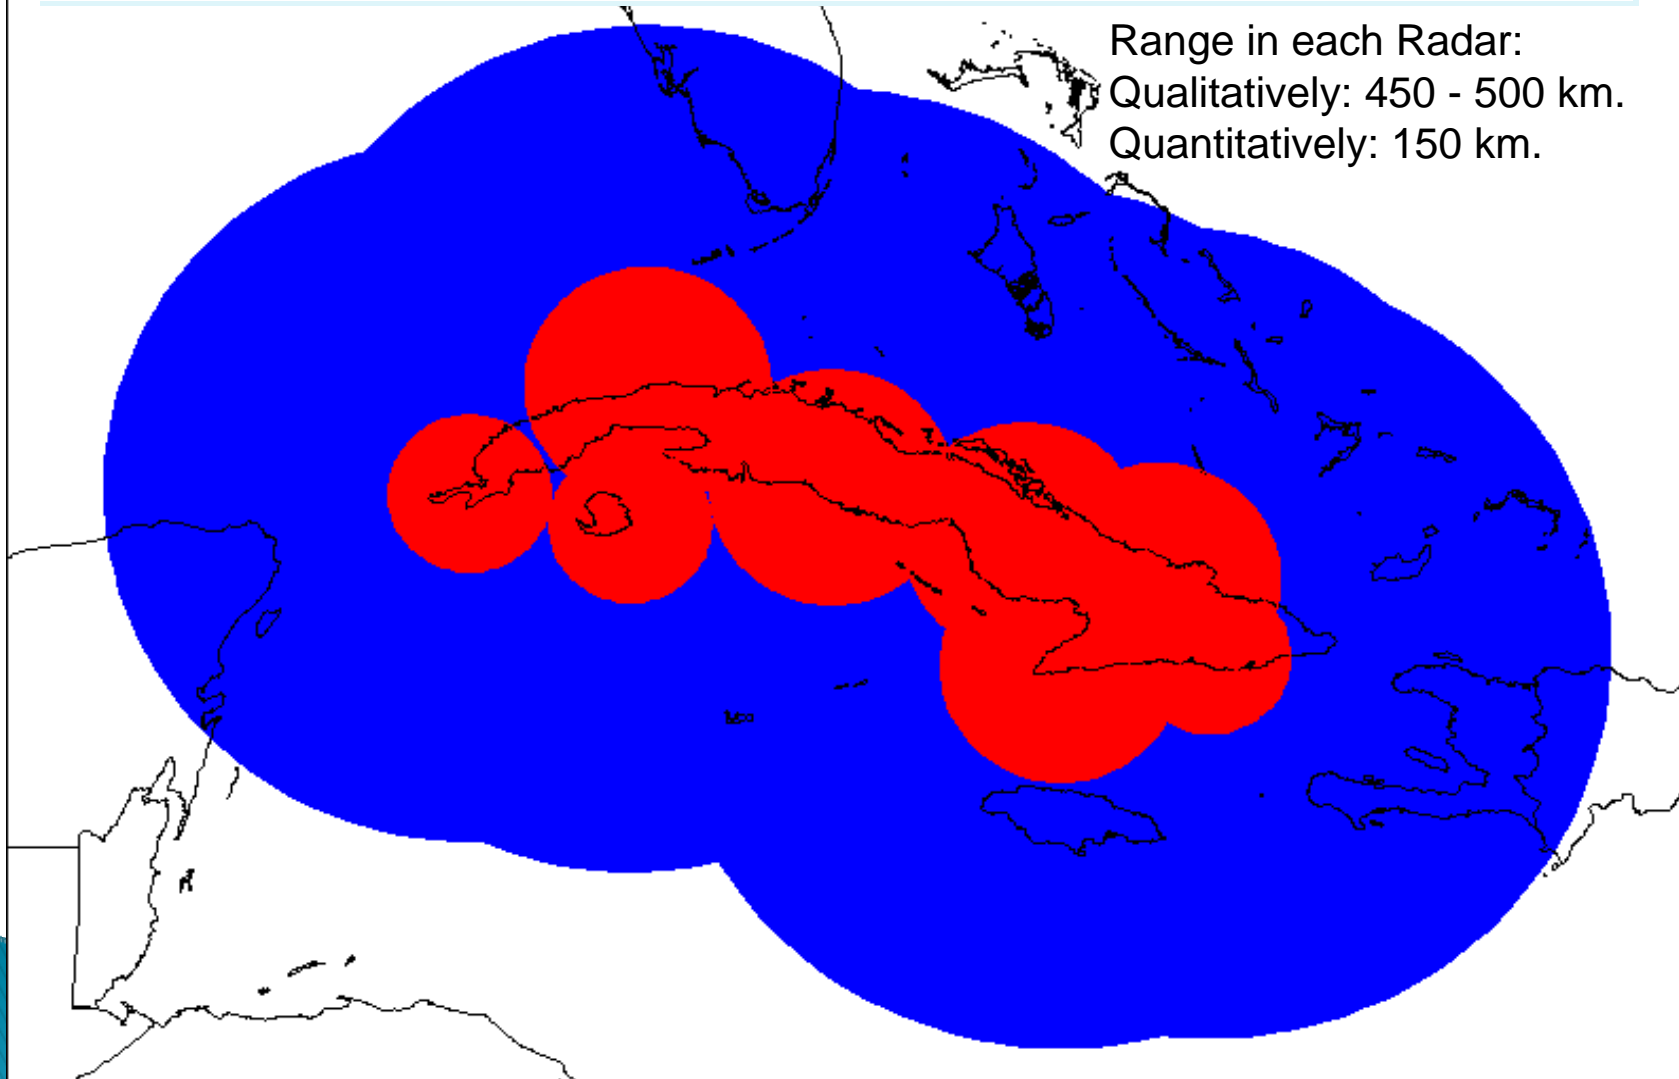 Range in each Radar:
Qualitatively: 450 - 500 km.
Quantitatively: 150 km.